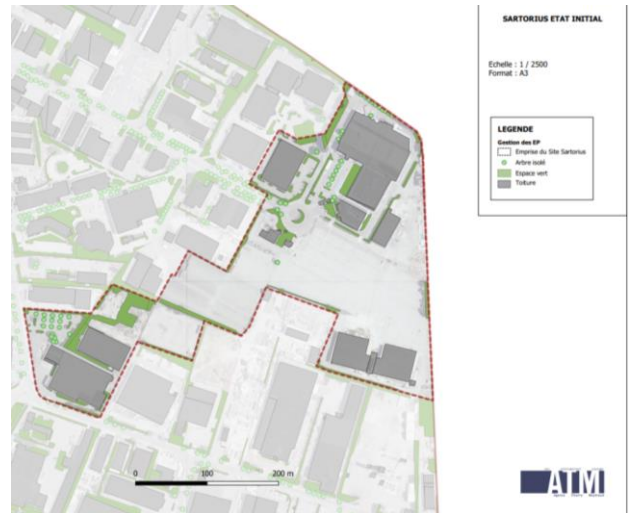 SARTORIUS ETAT INITIAL
Echelle : 1 / 2500
Format : A3
LEGENDE
Gestion des EP
Emprise du Site Sartorius
Arbre isolé
Espace vert
Toiture
0 100 200 m
ATM